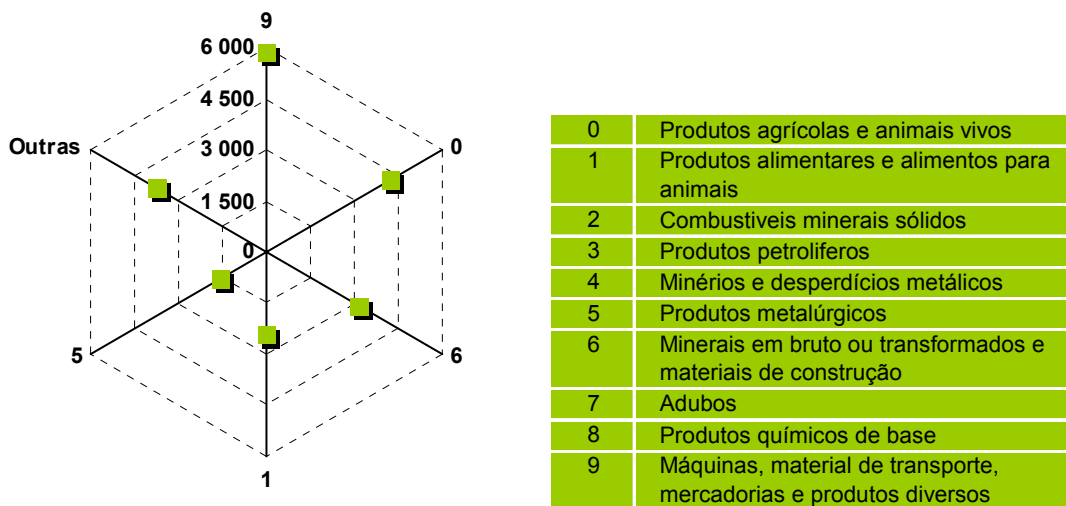 9
6 000
4 500
3 000
1 500
0
Outras
0
5
6
1
0 Produtos agrícolas e animais vivos
1 Produtos alimentares e alimentos para
animais
2 Combustiveis minerais sólidos
3 Produtos petroliferos
4 Minérios e desperdícios metálicos
5 Produtos metalúrgicos
6 Minerais em bruto ou transformados e
materiais de construção
7 Adubos
8 Produtos químicos de base
9 Máquinas, material de transporte,
mercadorias e produtos diversos